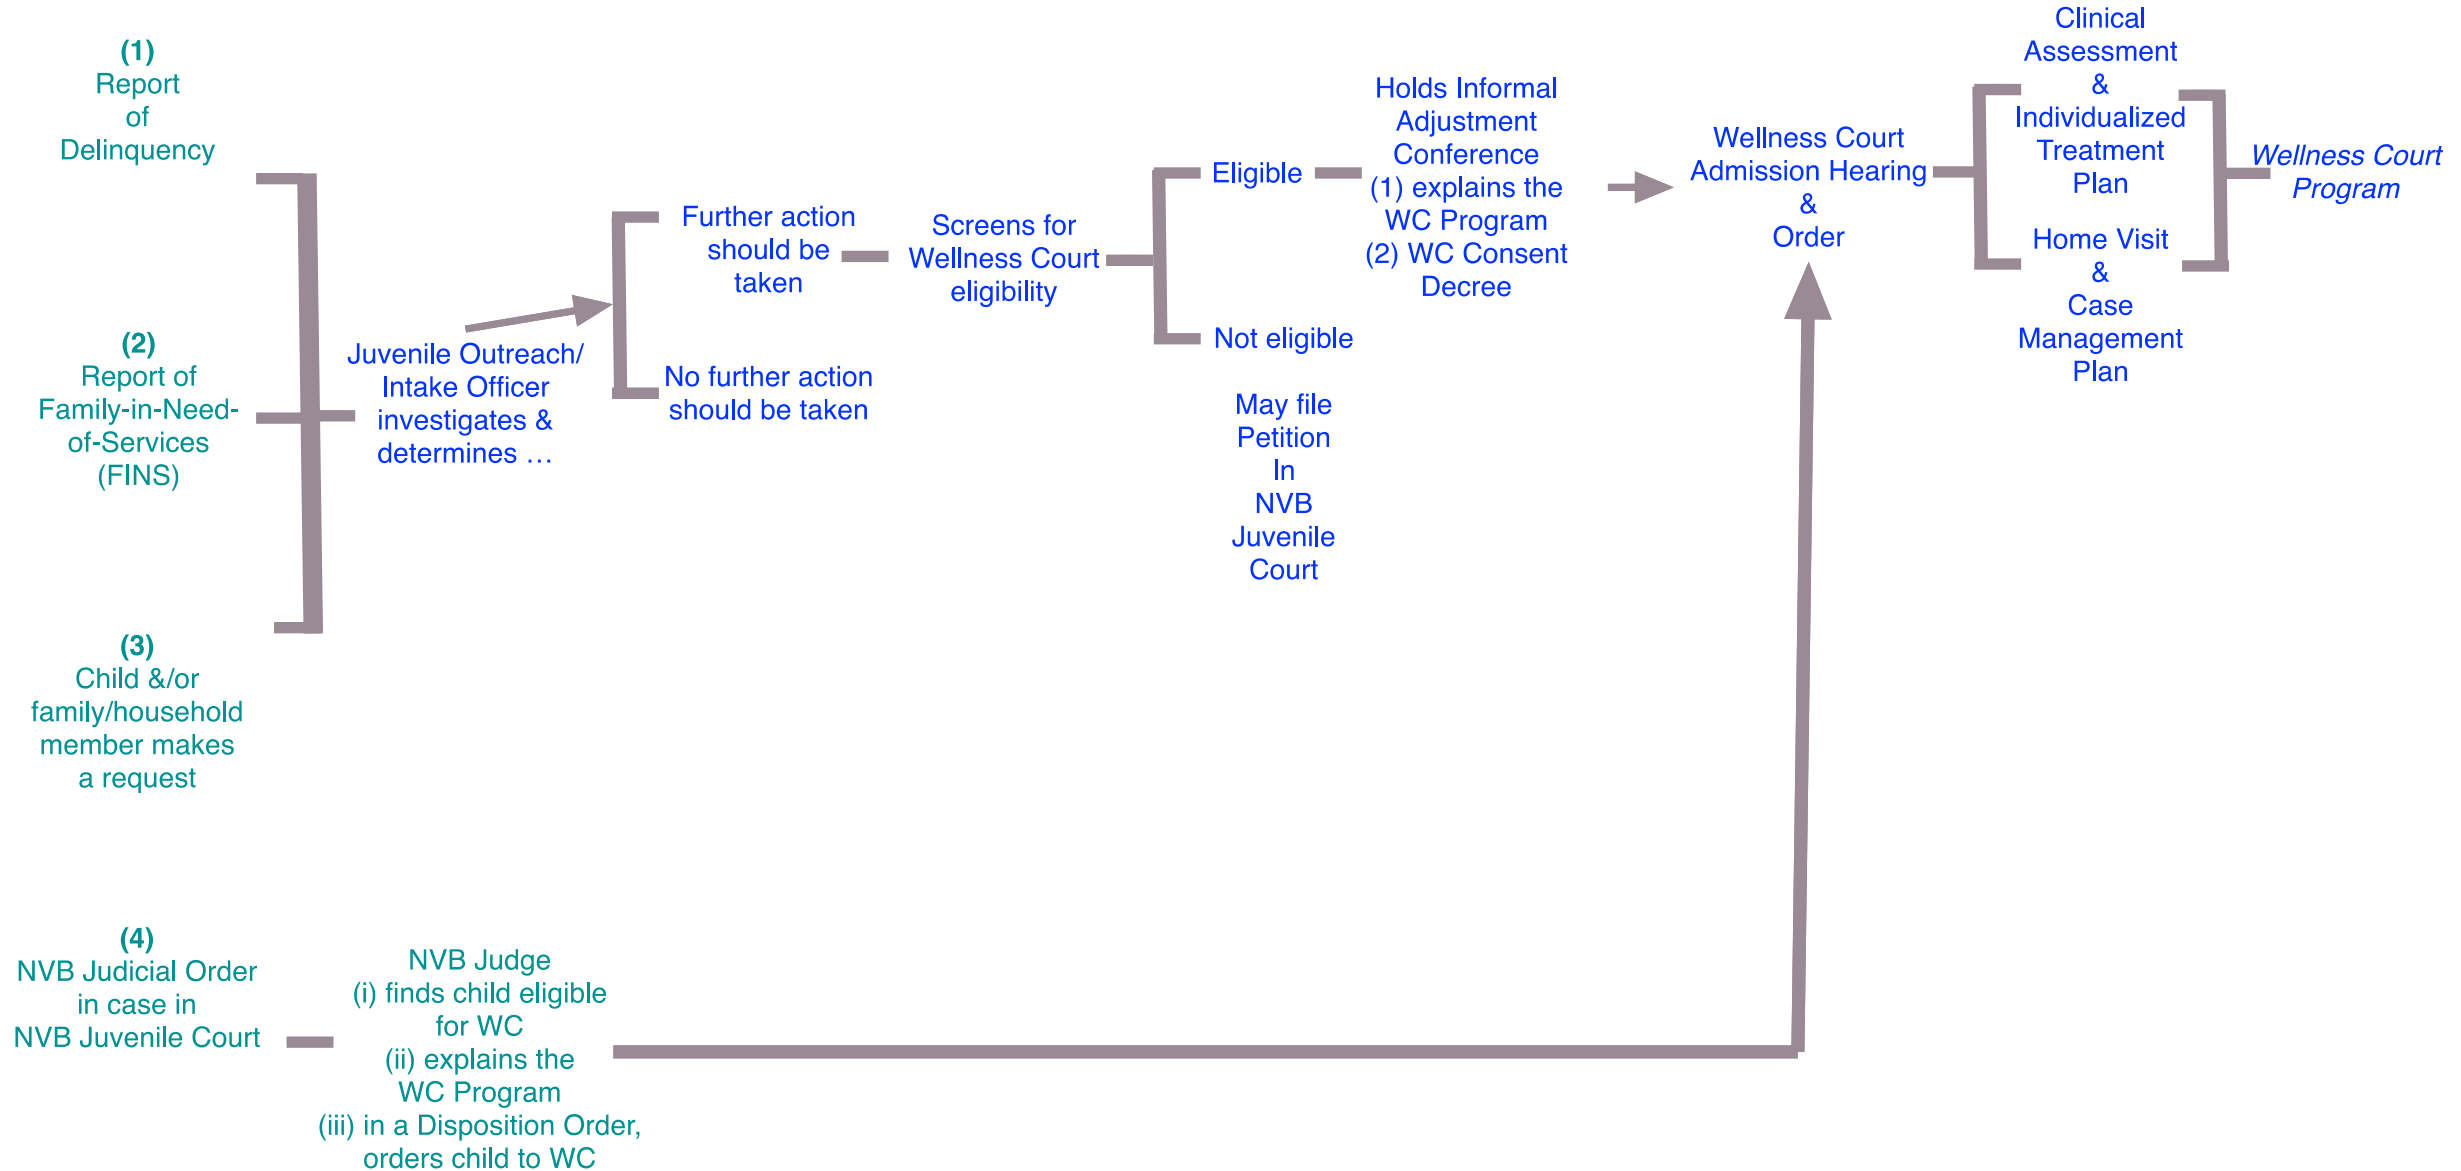 (1)
Report
of
Delinquency
(2)
Report of
Family-in-Need-
of-Services
(FINS)
(3)
Child &/or
family/household
member makes
a request
Juvenile Outreach/
Intake Officer
investigates &
determines …
Further action
should be
taken
No further action
should be taken
Screens for
Wellness Court
eligibility
Eligible
Not eligible
May file
Petition
In
NVB
Juvenile
Court
Holds Informal
Adjustment
Conference
(1) explains the
WC Program
(2) WC Consent
Decree
Wellness Court
Admission Hearing
&
Order
Clinical
Assessment
&
Individualized
Treatment
Plan
Home Visit
&
Case
Management
Plan
Wellness Court
Program
(4)
NVB Judicial Order
in case in
NVB Juvenile Court
NVB Judge
(i) finds child eligible
for WC
(ii) explains the
WC Program
(iii) in a Disposition Order,
orders child to WC